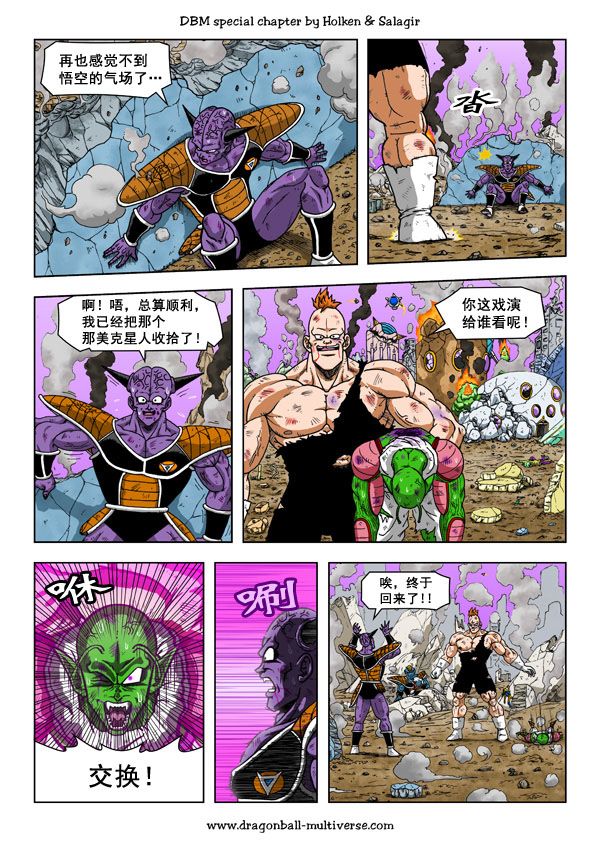 DBM special chapter by Holken & Salagir
再也感觉不到
悟空的气场了…
沓
啊！唔，总算顺利，
我已经把那个
那美克星人收拾了！
你这戏演
给谁看呢！
咻
交换！
唰
唉，终于
回来了!！
www.dragonball-multiverse.com